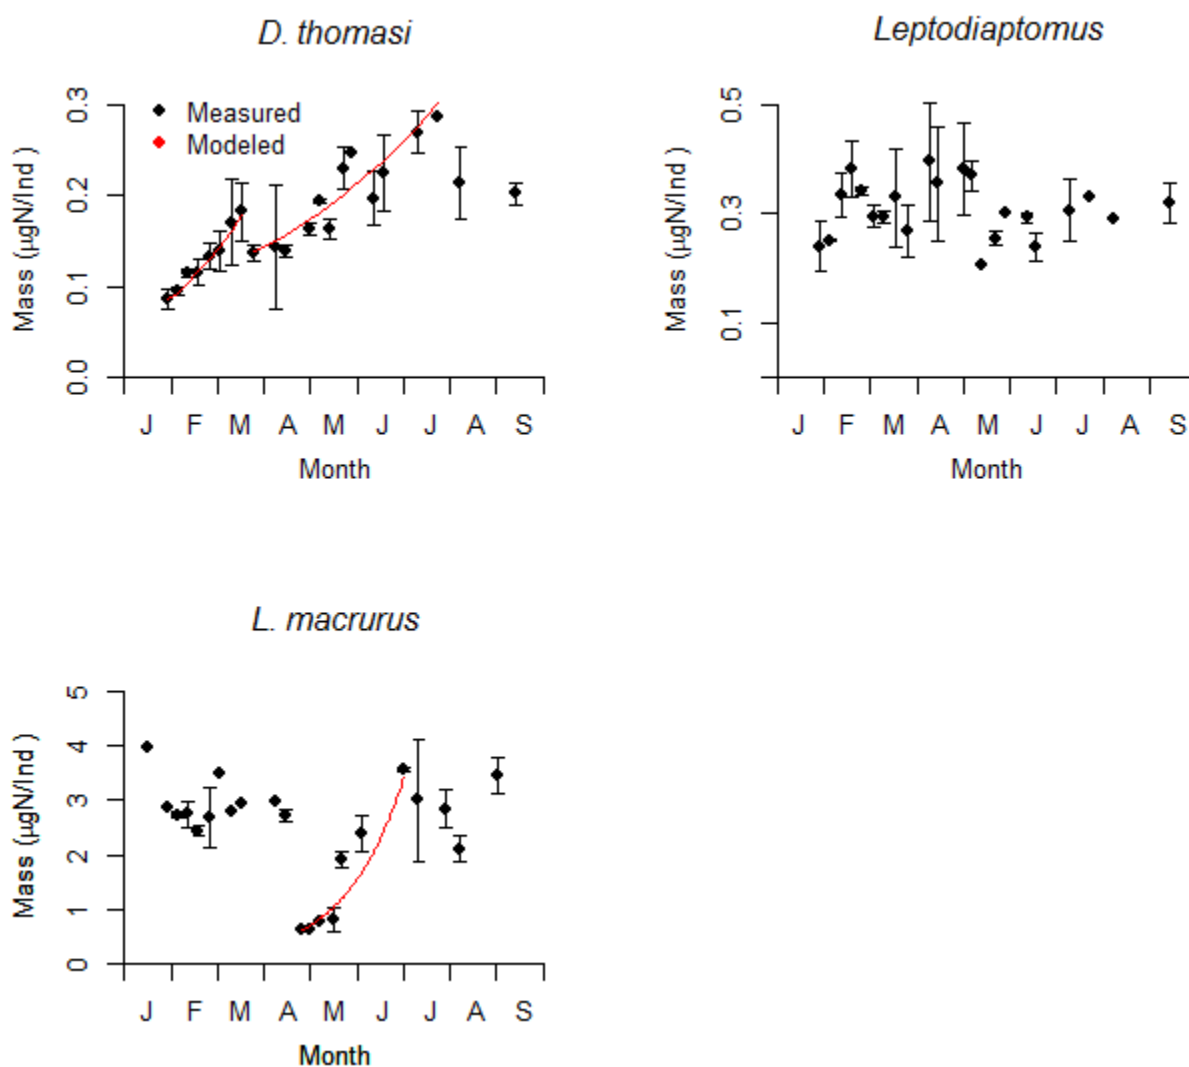 D. thomasi
Mass (μgN/Ind )
0.3
0.2
0.1
0.0
Measured
Modeled
J F M A M J J A S
Month
Leptodiaptomus
Mass (μgN/Ind )
0.5
0.3
0.1
J F M A M J J A S
Month
L. macrurus
Mass (μgN/Ind )
5
4
3
2
1
0
J F M A M J J A S
Month